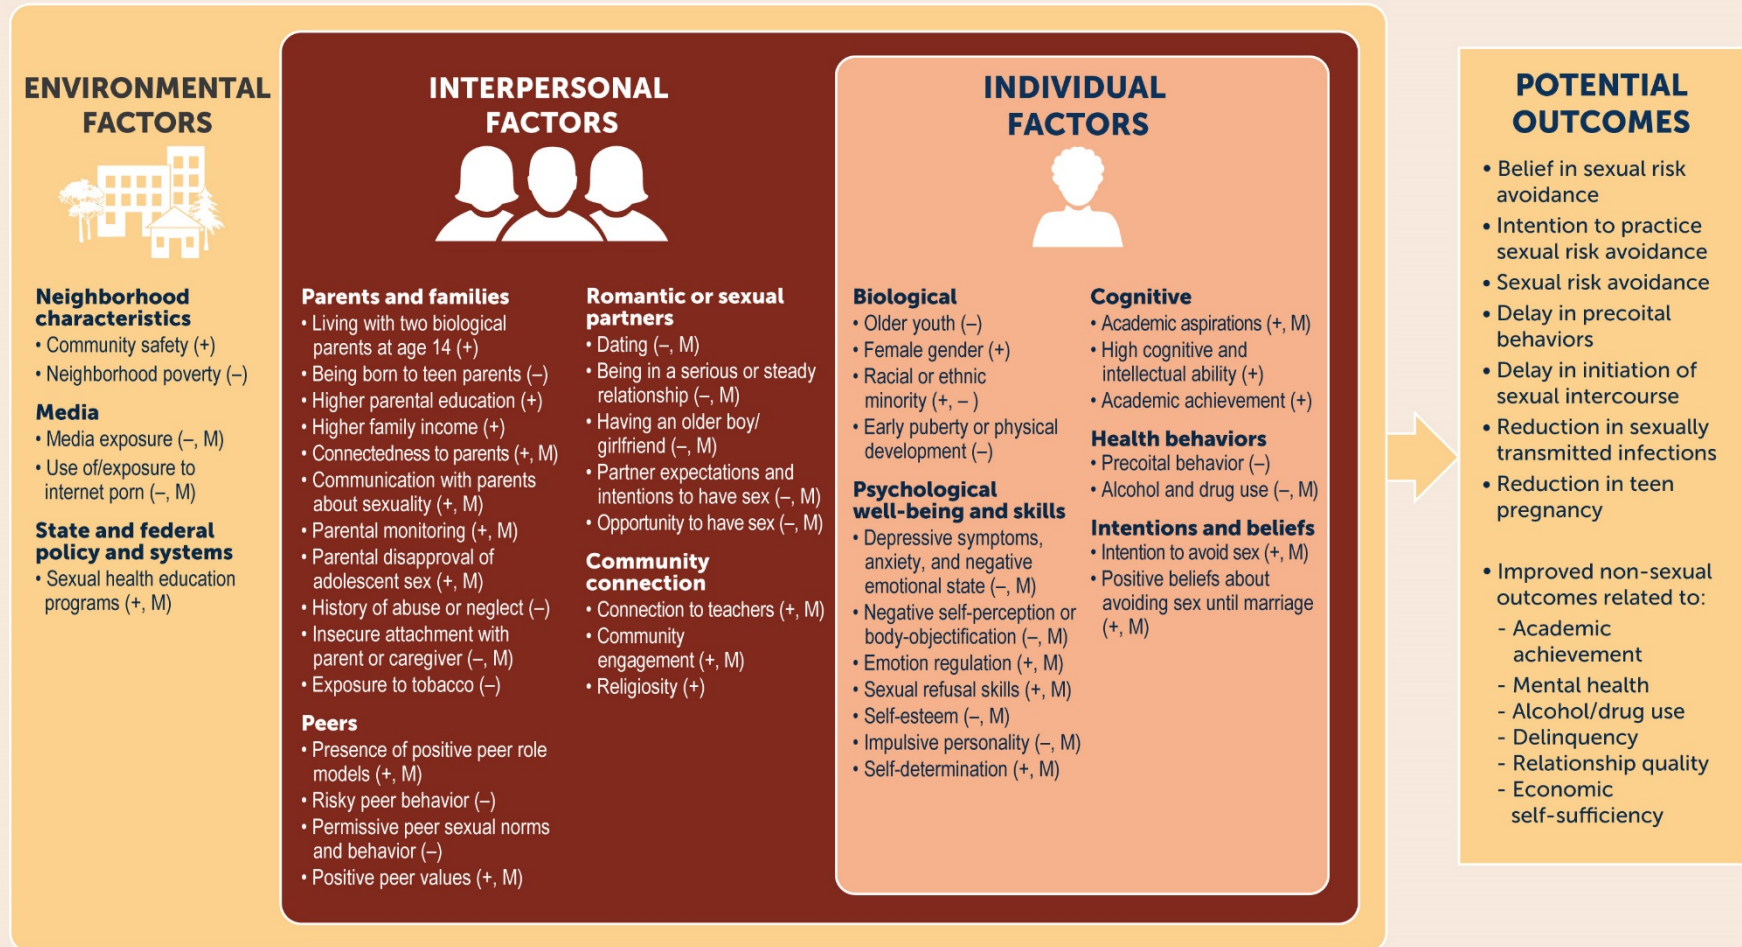 ENVIRONMENTAL
FACTORS
Neighborhood
characteristics
• Community safety (+)
• Neighborhood poverty (–)
Media
• Media exposure (–, M)
• Use of/exposure to
internet porn (–, M)
State and federal
policy and systems
• Sexual health education
programs (+, M)
INTERPERSONAL
FACTORS
Parents and families
• Living with two biological
parents at age 14 (+)
• Being born to teen parents (–)
• Higher parental education (+)
• Higher family income (+)
• Connectedness to parents (+, M)
• Communication with parents
about sexuality (+, M)
• Parental monitoring (+, M)
• Parental disapproval of
adolescent sex (+, M)
• History of abuse or neglect (–)
• Insecure attachment with
parent or caregiver (–, M)
• Exposure to tobacco (–)
Peers
• Presence of positive peer role
models (+, M)
• Risky peer behavior (–)
• Permissive peer sexual norms
and behavior (–)
• Positive peer values (+, M)
Romantic or sexual
partners
• Dating (–, M)
• Being in a serious or steady
relationship (–, M)
• Having an older boy/
girlfriend (–, M)
• Partner expectations and
intentions to have sex (–, M)
• Opportunity to have sex (–, M)
Community
connection
• Connection to teachers (+, M)
• Community
engagement (+, M)
• Religiosity (+)
INDIVIDUAL
FACTORS
Biological
• Older youth (–)
• Female gender (+)
• Racial or ethnic
minority (+, – )
• Early puberty or physical
development (–)
Psychological
well-being and skills
• Depressive symptoms,
anxiety, and negative
emotional state (–, M)
• Negative self-perception or
body-objectification (–, M)
• Emotion regulation (+, M)
• Sexual refusal skills (+, M)
• Self-esteem (–, M)
• Impulsive personality (–, M)
• Self-determination (+, M)
Cognitive
• Academic aspirations (+, M)
• High cognitive and
intellectual ability (+)
• Academic achievement (+)
Health behaviors
• Precoital behavior (–)
• Alcohol and drug use (–, M)
Intentions and beliefs
• Intention to avoid sex (+, M)
• Positive beliefs about
avoiding sex until marriage
(+, M)
POTENTIAL
OUTCOMES
• Belief in sexual risk
avoidance
• Intention to practice
sexual risk avoidance
• Sexual risk avoidance
• Delay in precoital
behaviors
• Delay in initiation of
sexual intercourse
• Reduction in sexually
transmitted infections
• Reduction in teen
pregnancy
• Improved non-sexual
outcomes related to:
- Academic
achievement
- Mental health
- Alcohol/drug use
- Delinquency
- Relationship quality
- Economic
self-sufficiency